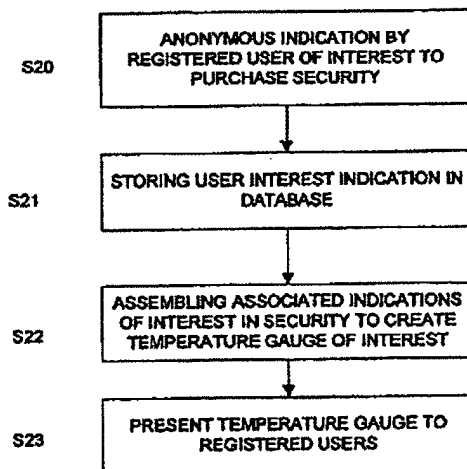 S20
ANONYMOUS INDICATION BY
REGISTERED USER OF INTEREST TO
PURCHASE SECURITY
S21
STORING USER INTEREST INDICATION IN
DATABASE
S22
ASSEMBLING ASSOCIATED INDICATIONS
OF INTEREST IN SECURITY TO CREATE
TEMPERATURE GAUGE OF INTEREST
S23
PRESENT TEMPERATURE GAUGE TO
REGISTERED USERS